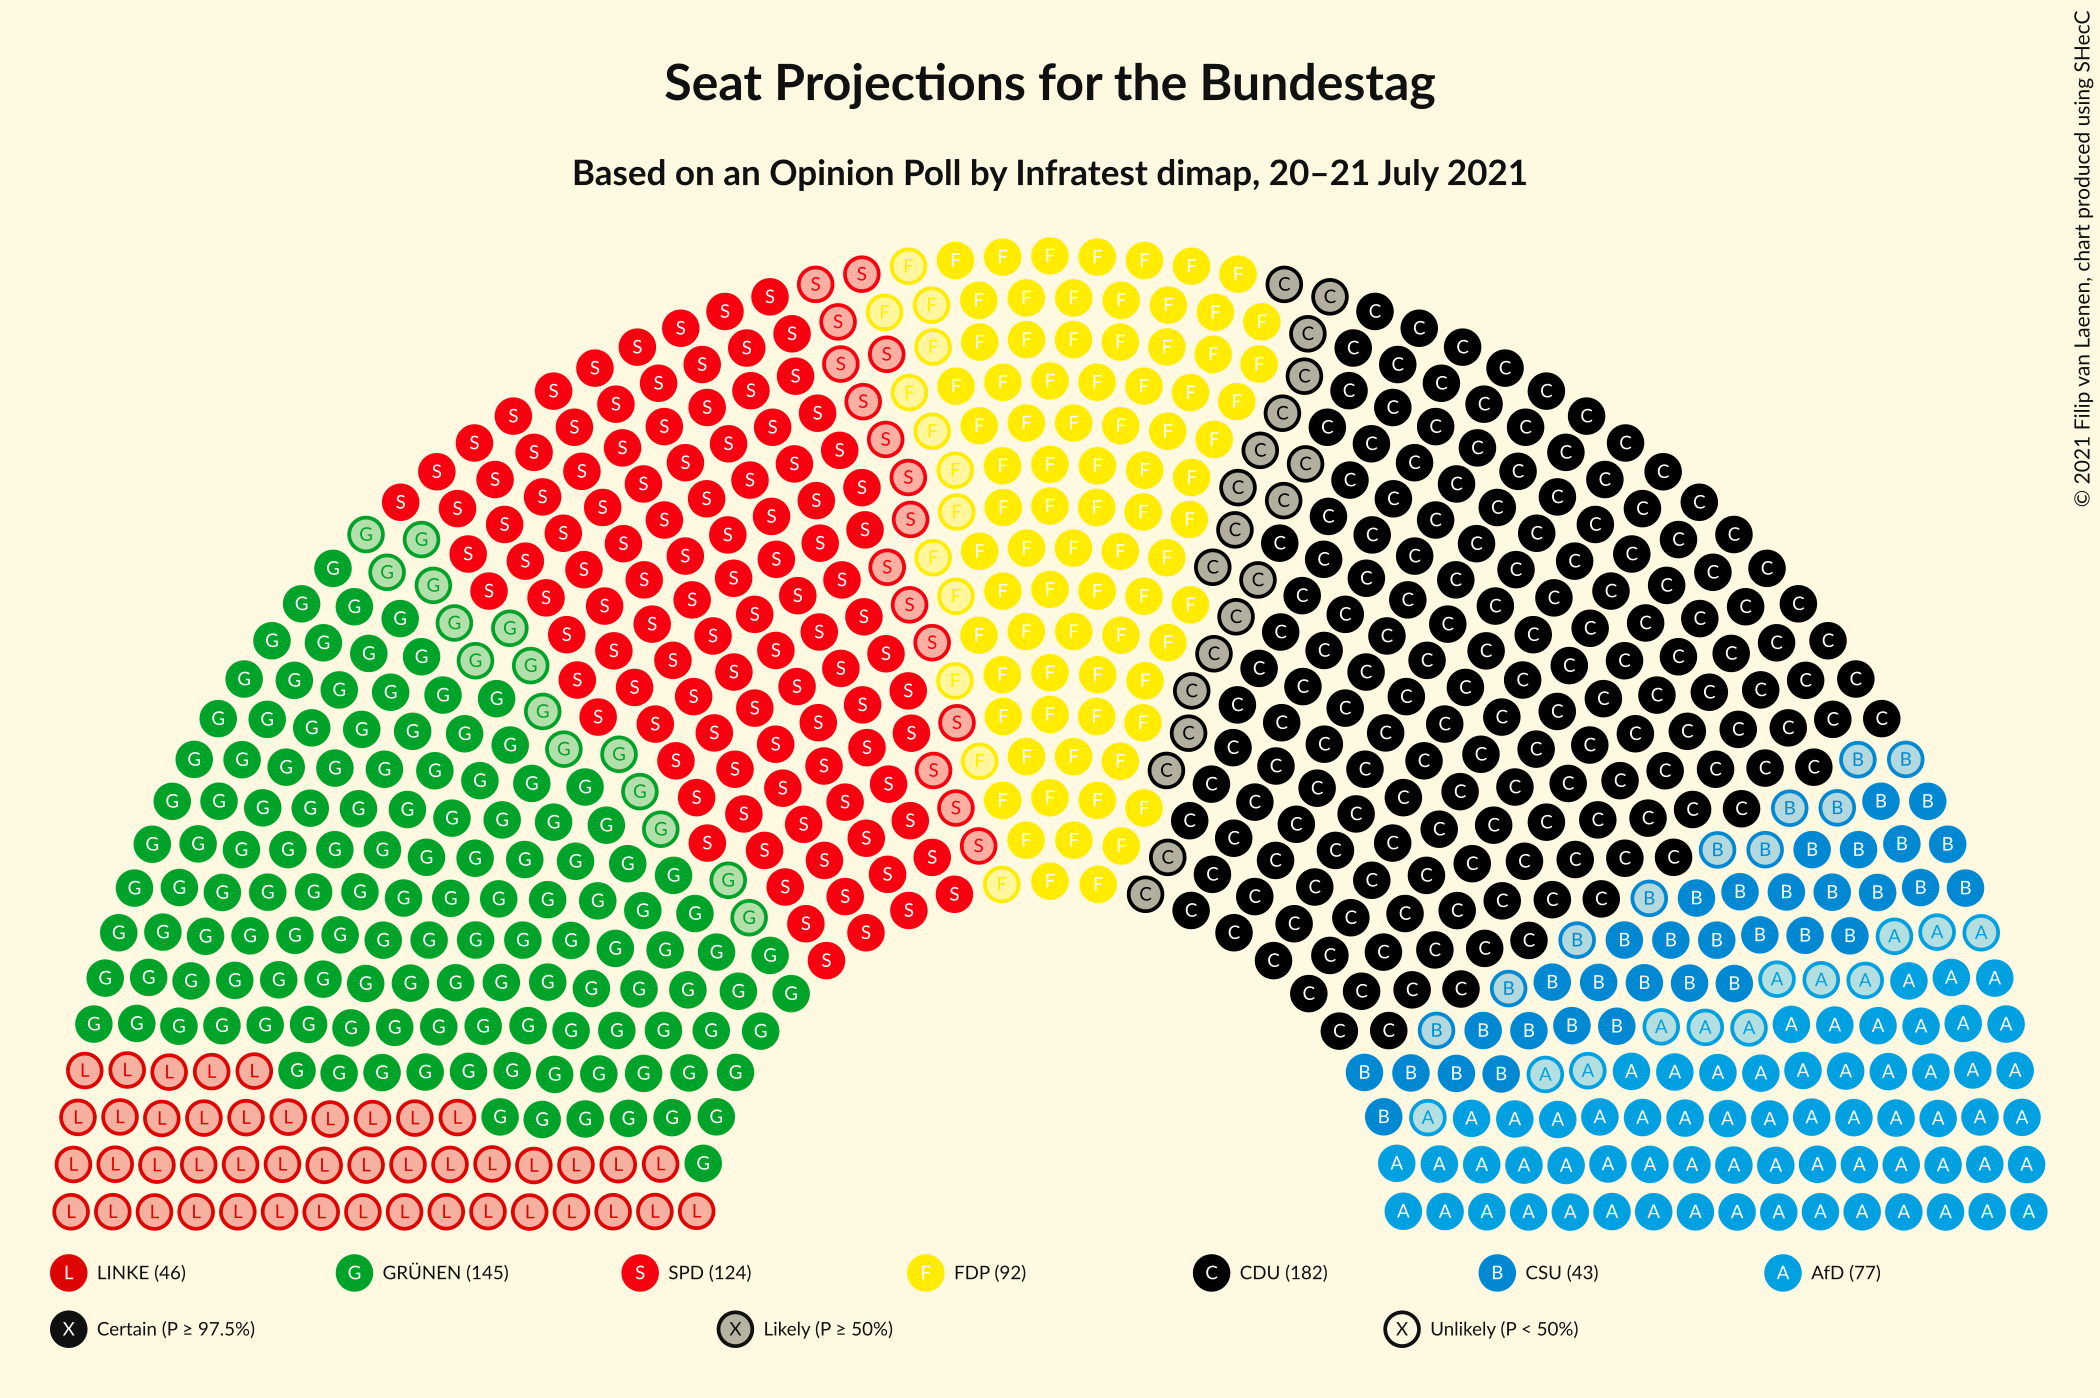 Seat Projections for the Bundestag
Based on an Opinion Poll by Infratest dimap, 20–21 July 2021
© 2021 Filip van Laenen, chart produced using SHecC
L LINKE (46)
G GRÜNEN (145)
S SPD (124)
F FDP (92)
C CDU (182)
B CSU (43)
A AfD (77)
X Certain (P ≥ 97.5%)
X Likely (P ≥ 50%)
X Unlikely (P < 50%)